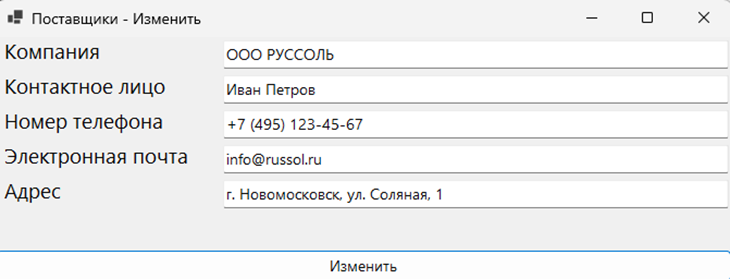 Поставщики - Изменить
Компания ООО РУССОЛЬ
Контактное лицо Иван Петров
Номер телефона +7 (495) 123-45-67
Электронная почта info@russol.ru
Адрес г. Новомосковск, ул. Соляная, 1
Изменить